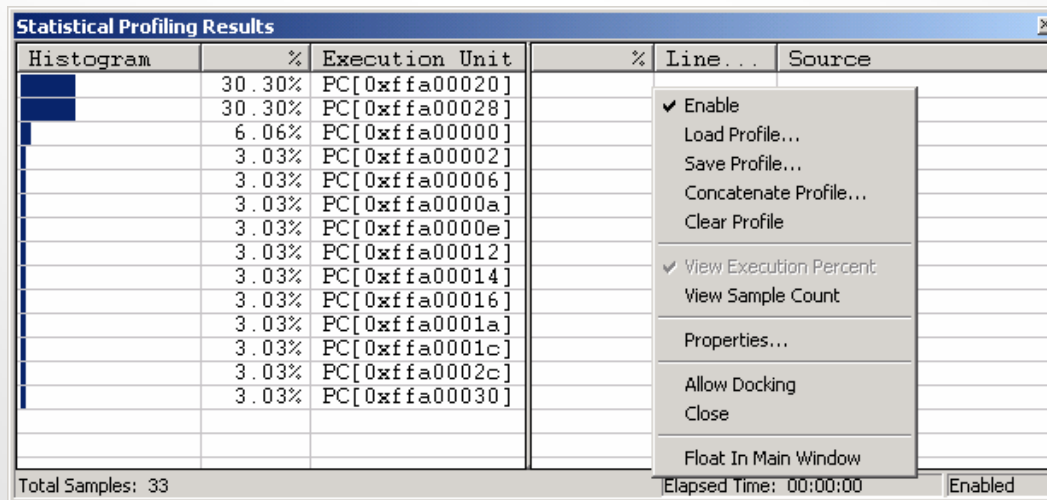 Statistical Profiling Results
Histogram % Execution Unit % Line... Source
30.30% PC[0xffa00020]
30.30% PC[0xffa00028]
6.06% PC[0xffa00000]
3.03% PC[0xffa00002]
3.03% PC[0xffa00006]
3.03% PC[0xffa0000a]
3.03% PC[0xffa0000e]
3.03% PC[0xffa00012]
3.03% PC[0xffa00014]
3.03% PC[0xffa00016]
3.03% PC[0xffa0001a]
3.03% PC[0xffa0001c]
3.03% PC[0xffa0002c]
3.03% PC[0xffa00030]
Enable
Load Profile...
Save Profile...
Concatenate Profile...
Clear Profile
View Execution Percent
View Sample Count
Properties...
Allow Docking
Close
Float In Main Window
Total Samples: 33 Elapsed Time: 00:00:00 Enabled